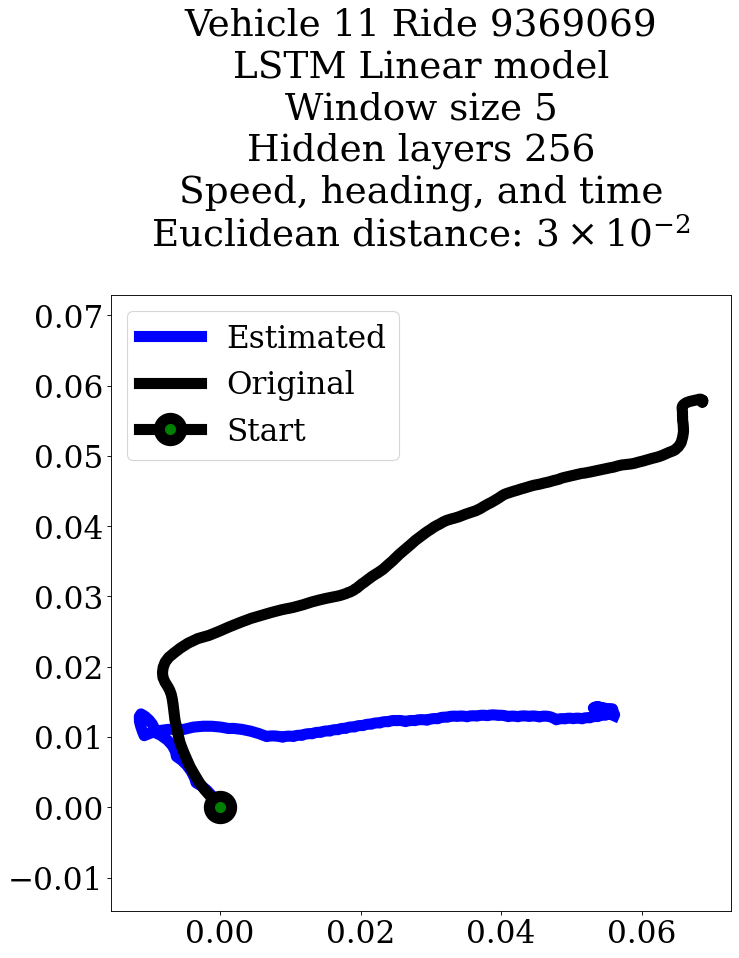 Vehicle 11 Ride 9369069
LSTM Linear model
Window size 5
Hidden layers 256
Speed, heading, and time
Euclidean distance: 3 × 10⁻²
Estimated
Original
Start
0.07
0.06
0.05
0.04
0.03
0.02
0.01
0.00
−0.01
0.00 0.02 0.04 0.06